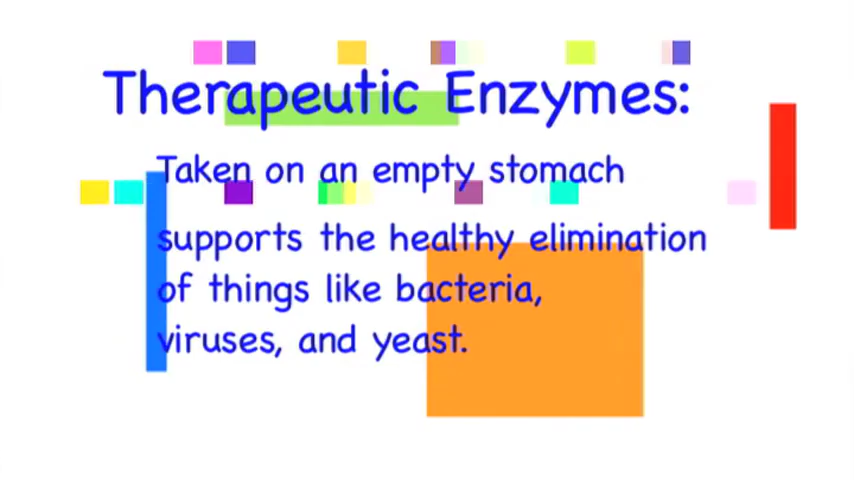 Therapeutic Enzymes:
Taken on an empty stomach
supports the healthy elimination
of things like bacteria,
viruses, and yeast.